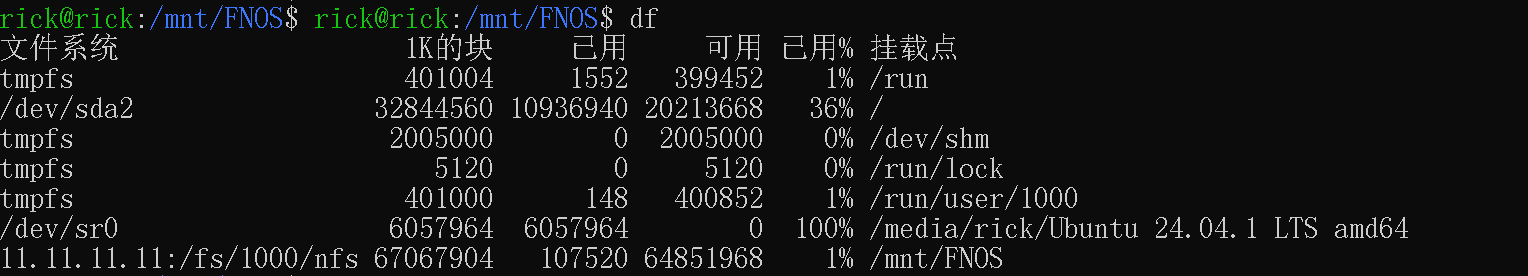 rick@rick:/mnt/FNOS$ rick@rick:/mnt/FNOS$ df
文件系统 1K的块 已用 可用 已用% 挂载点
tmpfs 401004 1552 399452 1% /run
/dev/sda2 32844560 10936940 20213668 36% /
tmpfs 2005000 0 2005000 0% /dev/shm
tmpfs 5120 0 5120 0% /run/lock
tmpfs 401000 148 400852 1% /run/user/1000
/dev/sr0 6057964 6057964 0 100% /media/rick/Ubuntu 24.04.1 LTS amd64
11.11.11.11:/fs/1000/nfs 67067904 107520 64851968 1% /mnt/FNOS